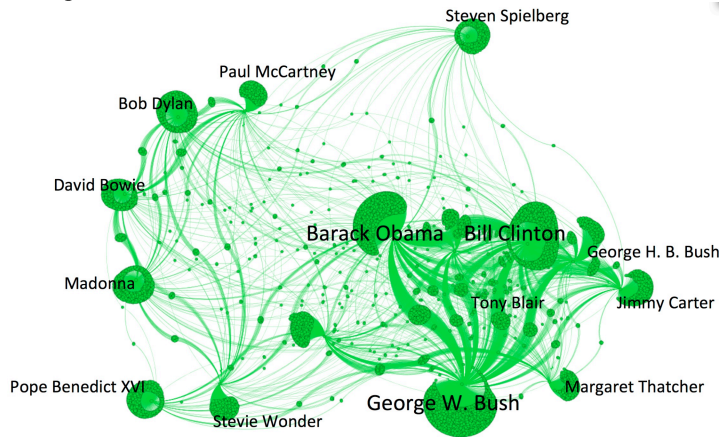 Steven Spielberg
Paul McCartney
Bob Dylan
David Bowie
Barack Obama
Bill Clinton
George H. B. Bush
Madonna
Tony Blair
Jimmy Carter
Pope Benedict XVI
George W. Bush
Margaret Thatcher
Stevie Wonder